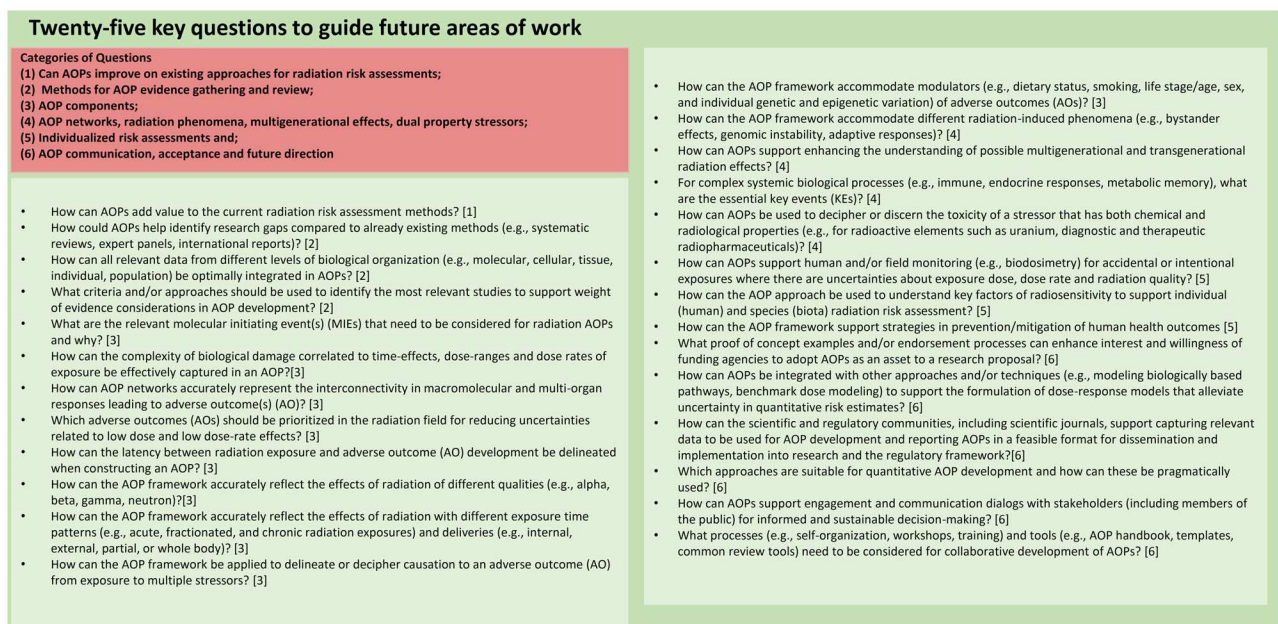 Twenty-five key questions to guide future areas of work
Categories of Questions
(1) Can AOPs improve on existing approaches for radiation risk assessments;
(2) Methods for AOP evidence gathering and review;
(3) AOP components;
(4) AOP networks, radiation phenomena, multigenerational effects, dual property stressors;
(5) Individualized risk assessments and;
(6) AOP communication, acceptance and future direction
• How can AOPs add value to the current radiation risk assessment methods? [1]
• How could AOPs help identify research gaps compared to already existing methods (e.g., systematic
reviews, expert panels, international reports)? [2]
• How can all relevant data from different levels of biological organization (e.g., molecular, cellular, tissue,
individual, population) be optimally integrated in AOPs? [2]
• What criteria and/or approaches should be used to identify the most relevant studies to support weight
of evidence considerations in AOP development? [2]
• What are the relevant molecular initiating event(s) (MIEs) that need to be considered for radiation AOPs
and why? [3]
• How can the complexity of biological damage correlated to time-effects, dose-ranges and dose rates of
exposure be effectively captured in an AOP?[3]
• How can AOP networks accurately represent the interconnectivity in macromolecular and multi-organ
responses leading to adverse outcome(s) (AO)? [3]
• Which adverse outcomes (AOs) should be prioritized in the radiation field for reducing uncertainties
related to low dose and low dose-rate effects? [3]
• How can the latency between radiation exposure and adverse outcome (AO) development be delineated
when constructing an AOP? [3]
• How can the AOP framework accurately reflect the effects of radiation of different qualities (e.g., alpha,
beta, gamma, neutron)?[3]
• How can the AOP framework accurately reflect the effects of radiation with different exposure time
patterns (e.g., acute, fractionated, and chronic radiation exposures) and deliveries (e.g., internal,
external, partial, or whole body)? [3]
• How can the AOP framework be applied to delineate or decipher causation to an adverse outcome (AO)
from exposure to multiple stressors? [3]
• How can the AOP framework accommodate modulators (e.g., dietary status, smoking, life stage/age, sex,
and individual genetic and epigenetic variation) of adverse outcomes (AOs)? [3]
• How can the AOP framework accommodate different radiation-induced phenomena (e.g., bystander
effects, genomic instability, adaptive responses)? [4]
• How can AOPs support enhancing the understanding of possible multigenerational and transgenerational
radiation effects? [4]
• For complex systemic biological processes (e.g., immune, endocrine responses, metabolic memory), what
are the essential key events (KEs)? [4]
• How can AOPs be used to decipher or discern the toxicity of a stressor that has both chemical and
radiological properties (e.g., for radioactive elements such as uranium, diagnostic and therapeutic
radiopharmaceuticals)? [4]
• How can AOPs support human and/or field monitoring (e.g., biodosimetry) for accidental or intentional
exposures where there are uncertainties about exposure dose, dose rate and radiation quality? [5]
• How can the AOP approach be used to understand key factors of radiosensitivity to support individual
(human) and species (biota) radiation risk assessment? [5]
• How can the AOP framework support strategies in prevention/mitigation of human health outcomes [5]
• What proof of concept examples and/or endorsement processes can enhance interest and willingness of
funding agencies to adopt AOPs as an asset to a research proposal? [6]
• How can AOPs be integrated with other approaches and/or techniques (e.g., modeling biologically based
pathways, benchmark dose modeling) to support the formulation of dose-response models that alleviate
uncertainty in quantitative risk estimates? [6]
• How can the scientific and regulatory communities, including scientific journals, support capturing relevant
data to be used for AOP development and reporting AOPs in a feasible format for dissemination and
implementation into research and the regulatory framework?[6]
• Which approaches are suitable for quantitative AOP development and how can these be pragmatically
used? [6]
• How can AOPs support engagement and communication dialogs with stakeholders (including members of
the public) for informed and sustainable decision-making? [6]
• What processes (e.g., self-organization, workshops, training) and tools (e.g., AOP handbook, templates,
common review tools) need to be considered for collaborative development of AOPs? [6]